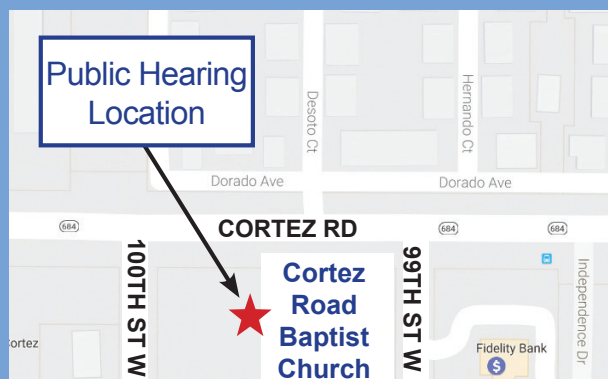 Public Hearing
Location
Desoto Ct
Hernando Ct
Dorado Ave
Dorado Ave
684
CORTEZ RD
684
684
100TH ST W
Cortez
Road
Baptist
Church
99TH ST W
Independence Dr
Cortez
Fidelity Bank
$